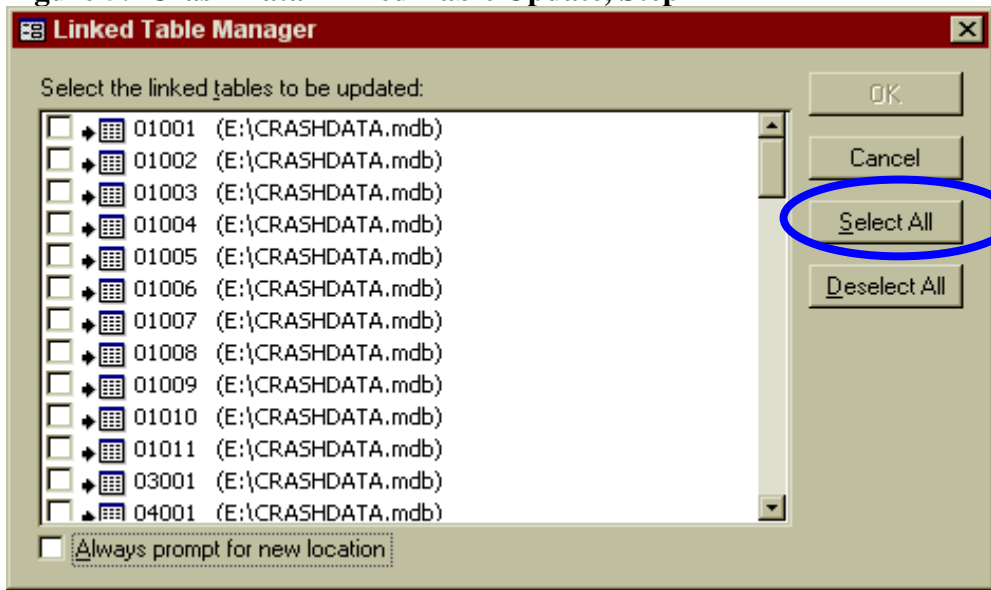 Linked Table Manager
Select the linked tables to be updated:
OK
01001 (E:\CRASHDATA.mdb)
01002 (E:\CRASHDATA.mdb)
Cancel
01003 (E:\CRASHDATA.mdb)
01004 (E:\CRASHDATA.mdb)
Select All
01005 (E:\CRASHDATA.mdb)
01006 (E:\CRASHDATA.mdb)
Deselect All
01007 (E:\CRASHDATA.mdb)
01008 (E:\CRASHDATA.mdb)
01009 (E:\CRASHDATA.mdb)
01010 (E:\CRASHDATA.mdb)
01011 (E:\CRASHDATA.mdb)
03001 (E:\CRASHDATA.mdb)
04001 (E:\CRASHDATA.mdb)
Always prompt for new location